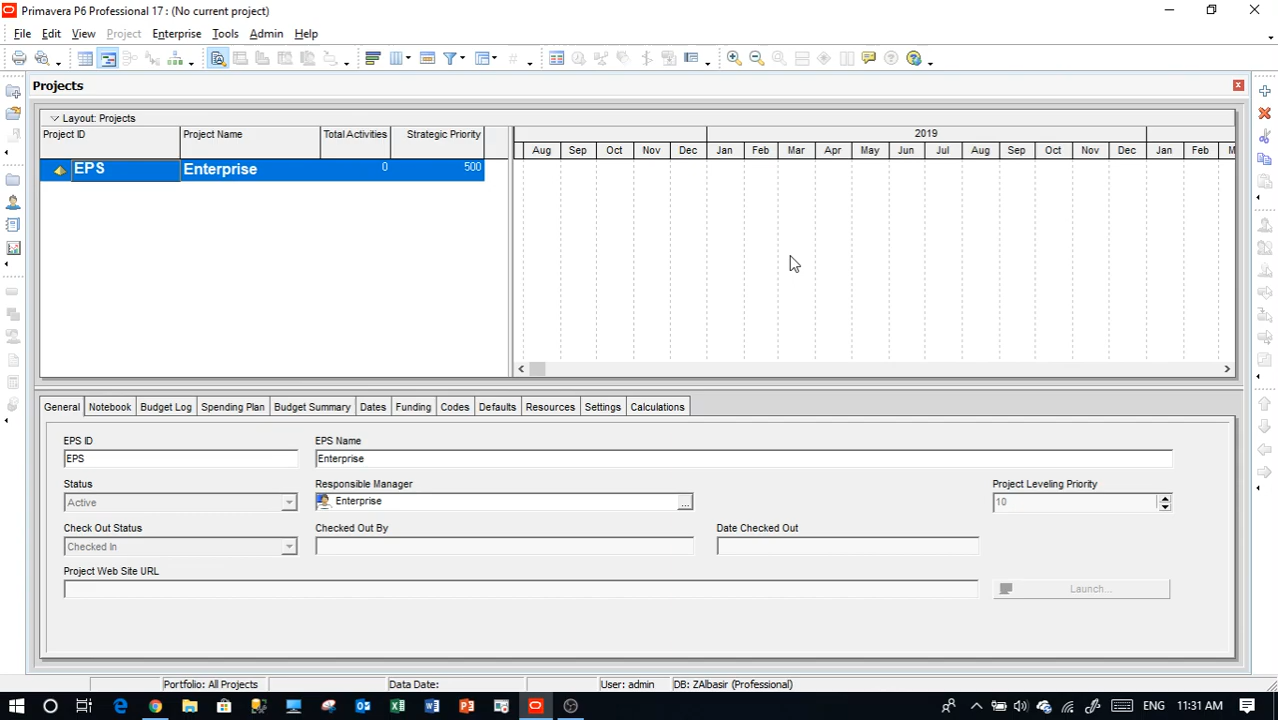 Primavera P6 Professional 17 : (No current project)
File Edit View Project Enterprise Tools Admin Help
Projects
Layout: Projects
Project ID Project Name Total Activities Strategic Priority
2019
Aug Sep Oct Nov Dec Jan Feb Mar Apr May Jun Jul Aug Sep Oct Nov Dec Jan Feb M
EPS Enterprise 0 500
General Notebook Budget Log Spending Plan Budget Summary Dates Funding Codes Defaults Resources Settings Calculations
EPS ID EPS Name
EPS Enterprise
Status Responsible Manager Project Leveling Priority
Active Enterprise ... 10
Check Out Status Checked Out By Date Checked Out
Checked In
Project Web Site URL
Launch...
Portfolio: All Projects Data Date: User: admin DB: ZAlbasir (Professional)
ENG 11:31 AM